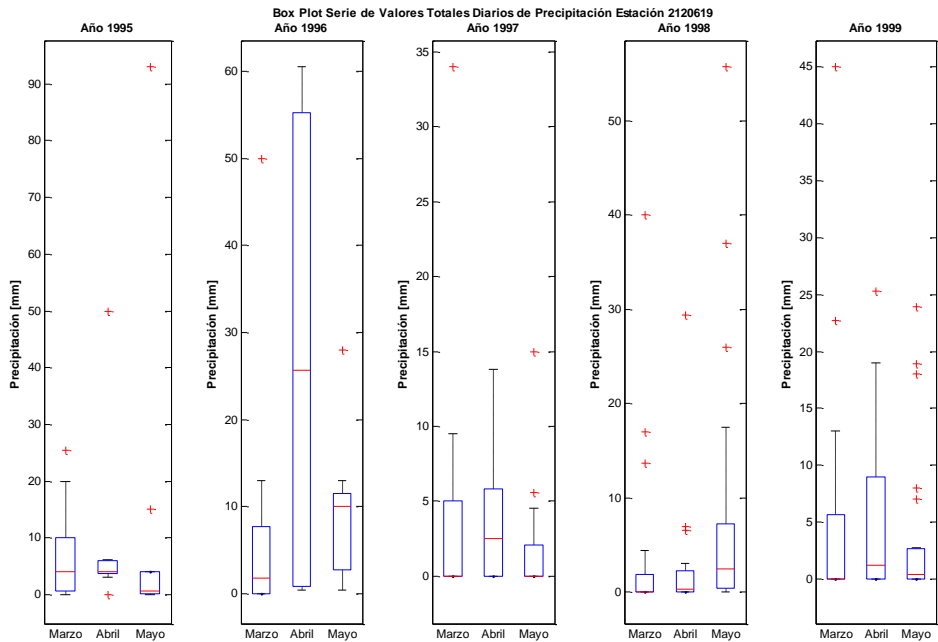 Box Plot Serie de Valores Totales Diarios de Precipitación Estación 2120619
Año 1995
Año 1996
Año 1997
Año 1998
Año 1999
Precipitación [mm]
90
80
70
60
50
40
30
20
10
0
Marzo Abril Mayo
Precipitación [mm]
60
50
40
30
20
10
0
Marzo Abril Mayo
Precipitación [mm]
35
30
25
20
15
10
5
0
Marzo Abril Mayo
Precipitación [mm]
50
40
30
20
10
0
Marzo Abril Mayo
Precipitación [mm]
45
40
35
30
25
20
15
10
5
0
Marzo Abril Mayo